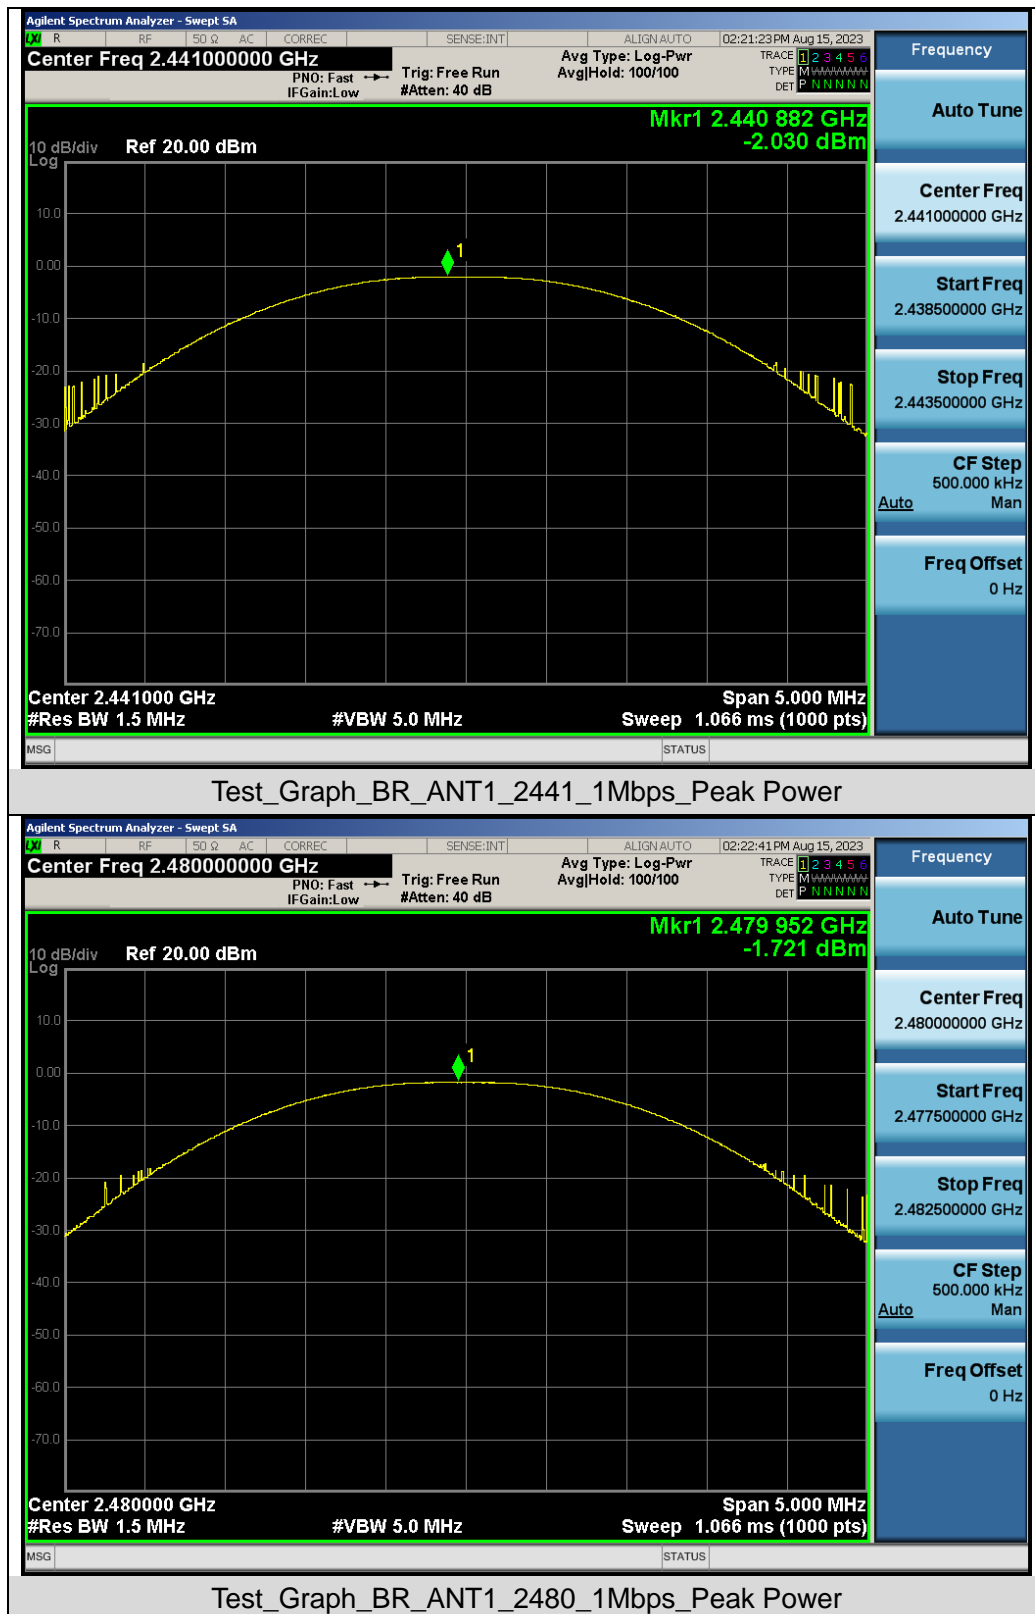 Agilent Spectrum Analyzer - Swept SA
LXI R RF 50 Ω AC CORREC SENSE:INT ALIGN AUTO 02:21:23 PM Aug 15, 2023
Center Freq 2.441000000 GHz
PNO: Fast
IFGain:Low
Trig: Free Run
#Atten: 40 dB
Avg Type: Log-Pwr
Avg|Hold: 100/100
TRACE 1 2 3 4 5 6
TYPE M WWWWW
DET P N N N N N
Mkr1 2.440 882 GHz
-2.030 dBm
10 dB/div Ref 20.00 dBm
Log
10.0
0.00
-10.0
-20.0
-30.0
-40.0
-50.0
-60.0
-70.0
Center 2.441000 GHz Span 5.000 MHz
#Res BW 1.5 MHz #VBW 5.0 MHz Sweep 1.066 ms (1000 pts)
MSG STATUS
Frequency
Auto Tune
Center Freq
2.441000000 GHz
Start Freq
2.438500000 GHz
Stop Freq
2.443500000 GHz
CF Step
500.000 kHz
Auto Man
Freq Offset
0 Hz
Test_Graph_BR_ANT1_2441_1Mbps_Peak Power
Agilent Spectrum Analyzer - Swept SA
LXI R RF 50 Ω AC CORREC SENSE:INT ALIGN AUTO 02:22:41 PM Aug 15, 2023
Center Freq 2.480000000 GHz
PNO: Fast
IFGain:Low
Trig: Free Run
#Atten: 40 dB
Avg Type: Log-Pwr
Avg|Hold: 100/100
TRACE 1 2 3 4 5 6
TYPE M WWWWW
DET P N N N N N
Mkr1 2.479 952 GHz
-1.721 dBm
10 dB/div Ref 20.00 dBm
Log
10.0
0.00
-10.0
-20.0
-30.0
-40.0
-50.0
-60.0
-70.0
Center 2.480000 GHz Span 5.000 MHz
#Res BW 1.5 MHz #VBW 5.0 MHz Sweep 1.066 ms (1000 pts)
MSG STATUS
Frequency
Auto Tune
Center Freq
2.480000000 GHz
Start Freq
2.477500000 GHz
Stop Freq
2.482500000 GHz
CF Step
500.000 kHz
Auto Man
Freq Offset
0 Hz
Test_Graph_BR_ANT1_2480_1Mbps_Peak Power